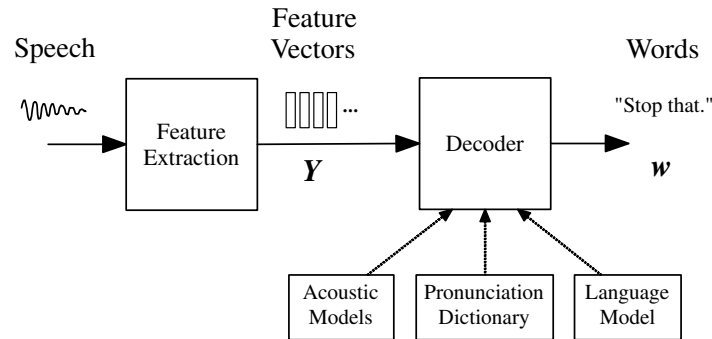 Speech
Feature
Vectors
Words
...
"Stop that."
Feature
Extraction
Decoder
Y
w
Acoustic
Models
Pronunciation
Dictionary
Language
Model